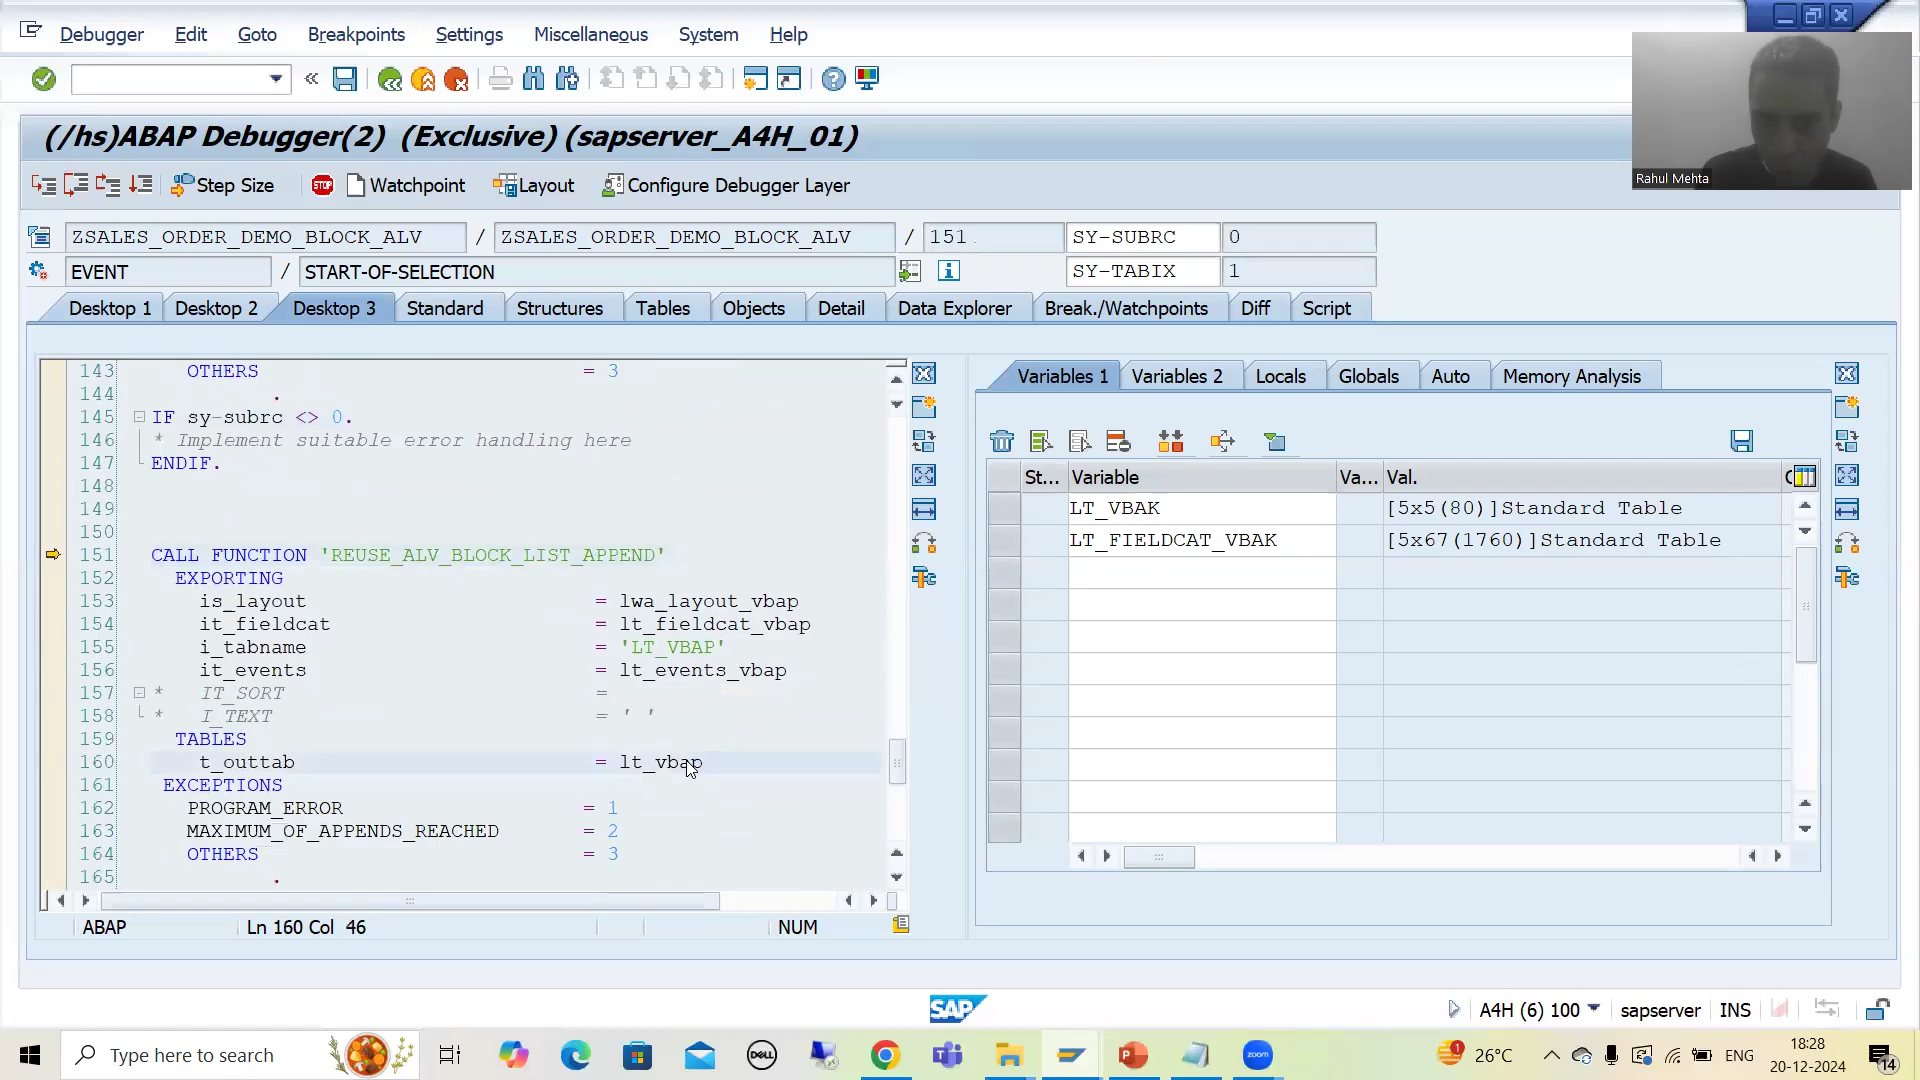 Debugger Edit Goto Breakpoints Settings Miscellaneous System Help
Rahul Mehta
(/hs)ABAP Debugger(2) (Exclusive) (sapserver_A4H_01)
Step Size Watchpoint Layout Configure Debugger Layer
STOP
ZSALES_ORDER_DEMO_BLOCK_ALV / ZSALES_ORDER_DEMO_BLOCK_ALV / 151 SY-SUBRC 0
EVENT / START-OF-SELECTION SY-TABIX 1
Desktop 1 Desktop 2 Desktop 3 Standard Structures Tables Objects Detail Data Explorer Break./Watchpoints Diff Script
143 OTHERS = 3
144 .
145 IF sy-subrc <> 0.
146 * Implement suitable error handling here
147 ENDIF.
148
149
150
151 CALL FUNCTION 'REUSE_ALV_BLOCK_LIST_APPEND'
152 EXPORTING
153 is_layout = lwa_layout_vbap
154 it_fieldcat = lt_fieldcat_vbap
155 i_tabname = 'LT_VBAP'
156 it_events = lt_events_vbap
157 * IT_SORT =
158 * I_TEXT = ' '
159 TABLES
160 t_outtab = lt_vbap
161 EXCEPTIONS
162 PROGRAM_ERROR = 1
163 MAXIMUM_OF_APPENDS_REACHED = 2
164 OTHERS = 3
165 .
ABAP Ln 160 Col 46 NUM
Variables 1 Variables 2 Locals Globals Auto Memory Analysis
St... Variable Va... Val. C
LT_VBAK [5x5(80)]Standard Table
LT_FIELDCAT_VBAK [5x67(1760)]Standard Table
SAP
A4H (6) 100 sapserver INS
Type here to search
DELL
zoom
1
26°C
ENG
18:28
20-12-2024
14